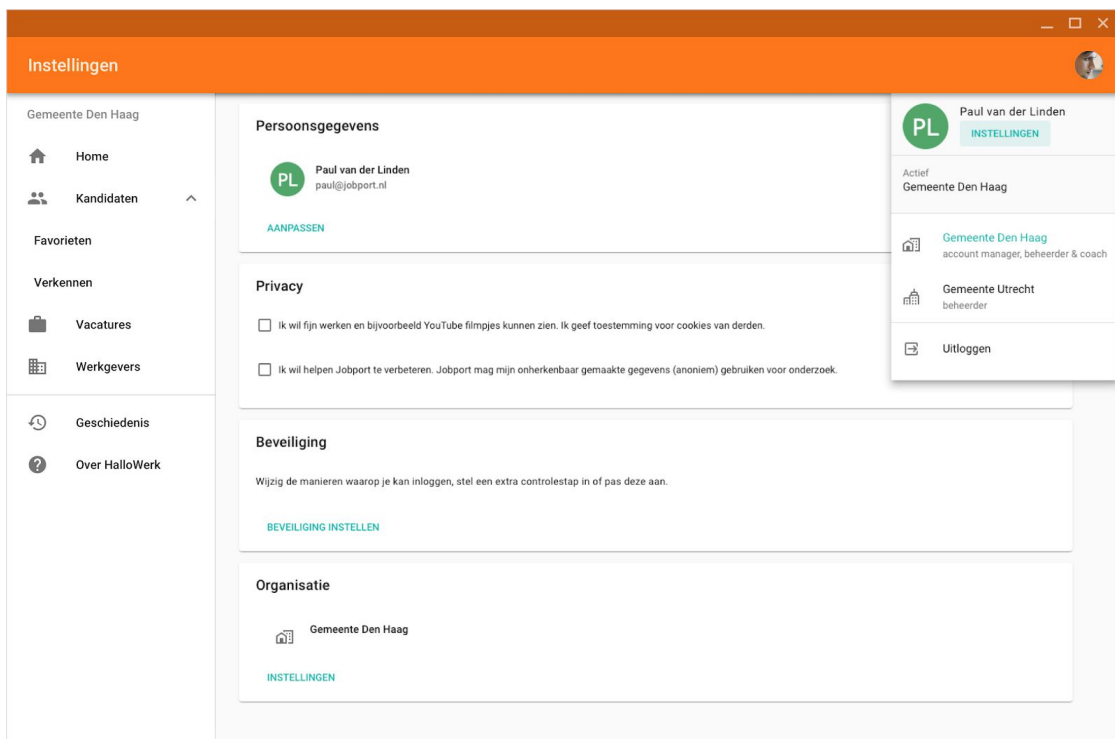 Instellingen
Gemeente Den Haag
Home
Kandidaten
Favorieten
Verkennen
Vacatures
Werkgevers
Geschiedenis
Over HalloWerk
Persoonsgegevens
PL
Paul van der Linden
paul@jobport.nl
AANPASSEN
Privacy
Ik wil fijn werken en bijvoorbeeld YouTube filmpjes kunnen zien. Ik geef toestemming voor cookies van derden.
Ik wil helpen Jobport te verbeteren. Jobport mag mijn onherkenbaar gemaakte gegevens (anoniem) gebruiken voor onderzoek.
Beveiliging
Wijzig de manieren waarop je kan inloggen, stel een extra controlestap in of pas deze aan.
BEVEILIGING INSTELLEN
Organisatie
Gemeente Den Haag
INSTELLINGEN
PL
Paul van der Linden
INSTELLINGEN
Actief
Gemeente Den Haag
Gemeente Den Haag
account manager, beheerder & coach
Gemeente Utrecht
beheerder
Uitloggen